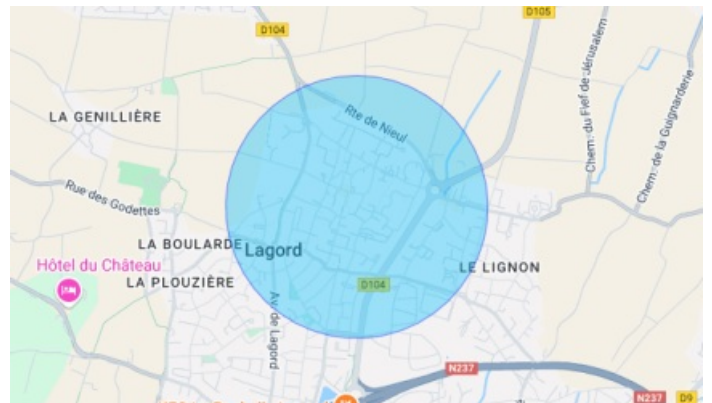 D105
D104
Rte de Nieul
Chem. du Fief de Jérusalem
Chem. de la Guignarderie
LA GENILLIÈRE
Rue des Godettes
LA BOULARDE
Lagord
Hôtel du Château
LE LIGNON
LA PLOUZIÈRE
D104
Av. de Lagord
N237
N237
D9